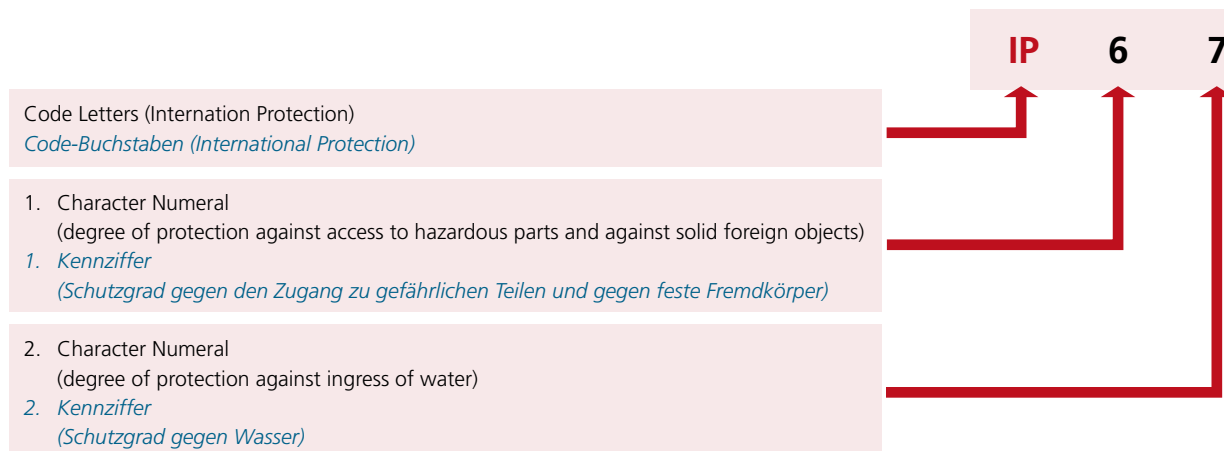 IP 6 7
Code Letters (Internation Protection)
Code-Buchstaben (International Protection)
1. Character Numeral
(degree of protection against access to hazardous parts and against solid foreign objects)
1. Kennziffer
(Schutzgrad gegen den Zugang zu gefährlichen Teilen und gegen feste Fremdkörper)
2. Character Numeral
(degree of protection against ingress of water)
2. Kennziffer
(Schutzgrad gegen Wasser)